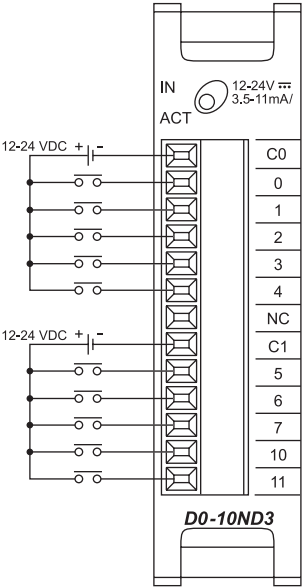 IN
12-24V ⎓
3.5-11mA/
ACT
12-24 VDC + -
C0
0
1
2
3
4
NC
12-24 VDC + -
C1
5
6
7
10
11
D0-10ND3